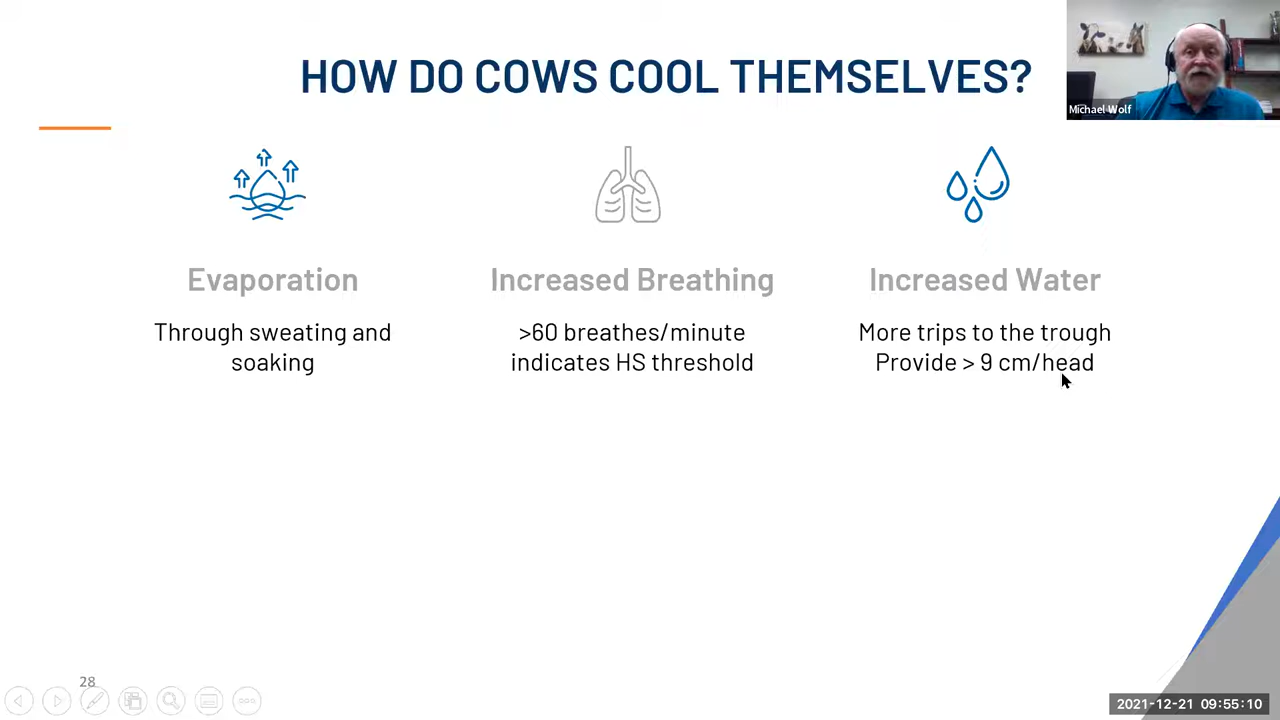 HOW DO COWS COOL THEMSELVES?
Michael Wolf
Evaporation
Through sweating and
soaking
Increased Breathing
>60 breathes/minute
indicates HS threshold
Increased Water
More trips to the trough
Provide > 9 cm/head
28
2021-12-21 09:55:10